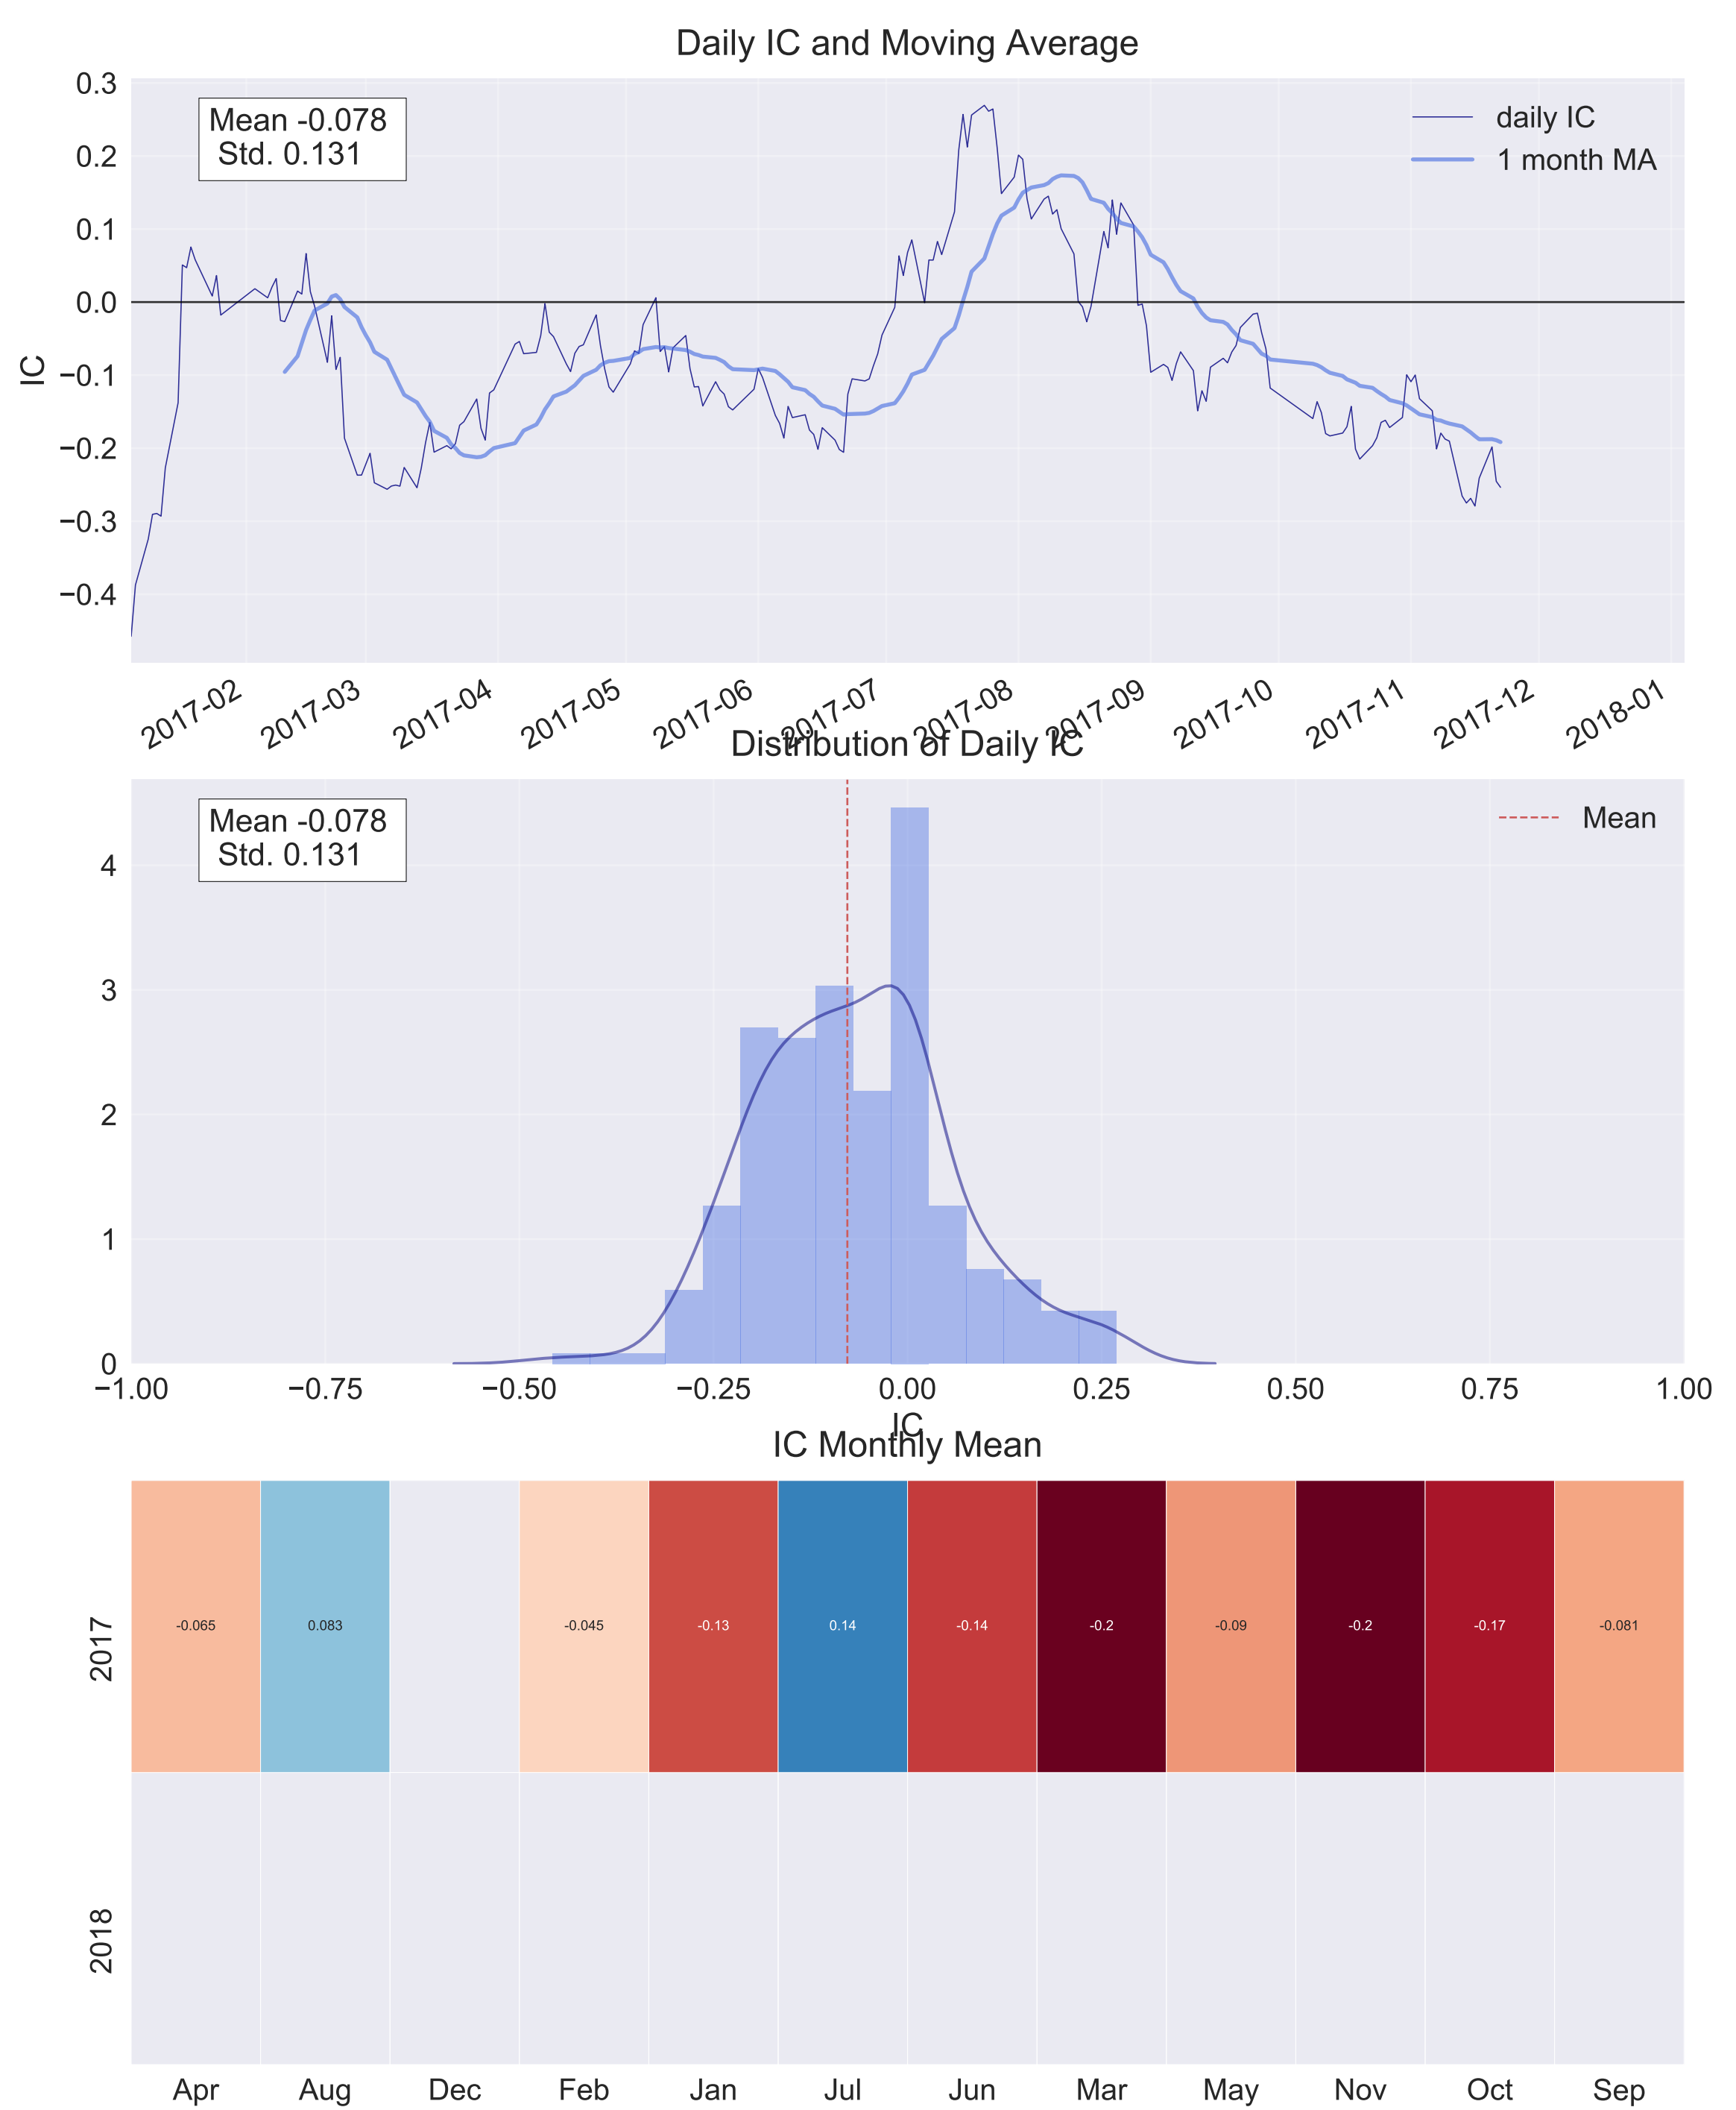 Daily IC and Moving Average
0.3
0.2
0.1
0.0
−0.1
−0.2
−0.3
−0.4
IC
Mean -0.078
Std. 0.131
daily IC
1 month MA
2017-02 2017-03 2017-04 2017-05 2017-06 2017-07 2017-08 2017-09 2017-10 2017-11 2017-12 2018-01
Distribution of Daily IC
Mean -0.078
Std. 0.131
Mean
4
3
2
1
0
−1.00 −0.75 −0.50 −0.25 0.00 0.25 0.50 0.75 1.00
IC
IC Monthly Mean
2017
-0.065 0.083 -0.045 -0.13 0.14 -0.14 -0.2 -0.09 -0.2 -0.17 -0.081
2018
Apr Aug Dec Feb Jan Jul Jun Mar May Nov Oct Sep